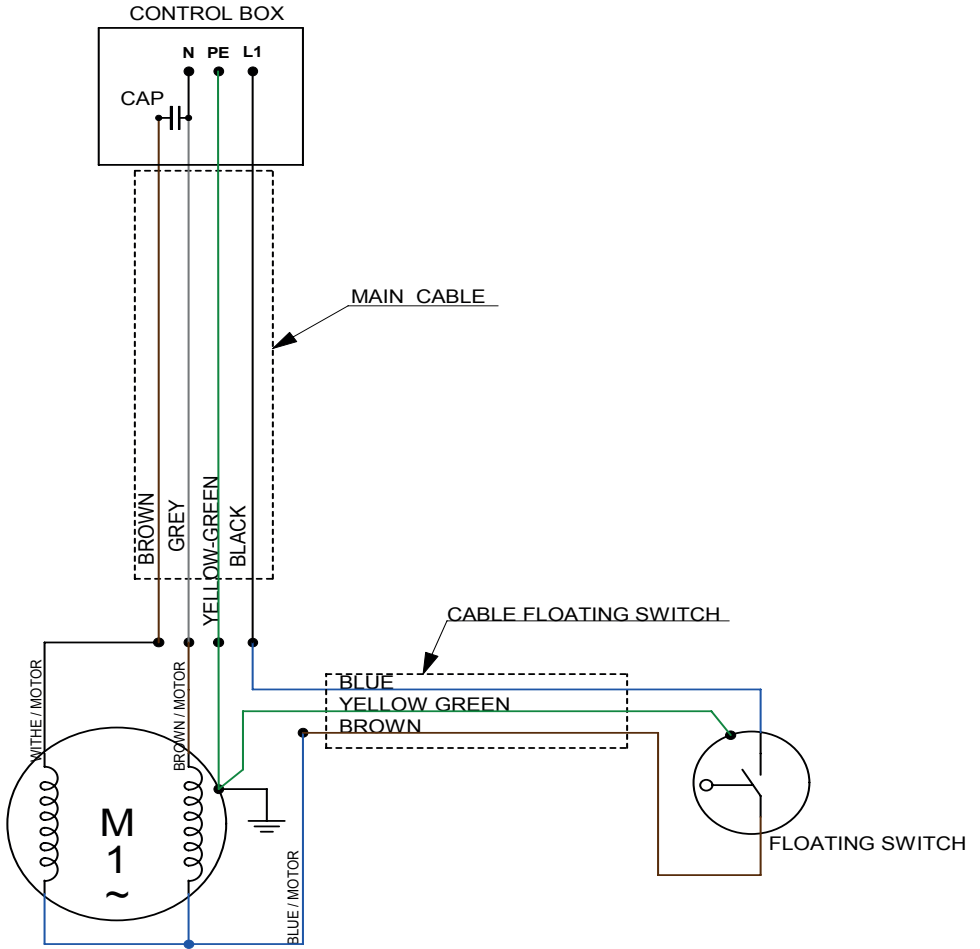 CONTROL BOX
N PE L1
CAP
MAIN CABLE
BROWN
GREY
YELLOW-GREEN
BLACK
CABLE FLOATING SWITCH
WITHE / MOTOR
BROWN / MOTOR
BLUE
YELLOW GREEN
BROWN
M
1
~
FLOATING SWITCH
BLUE / MOTOR